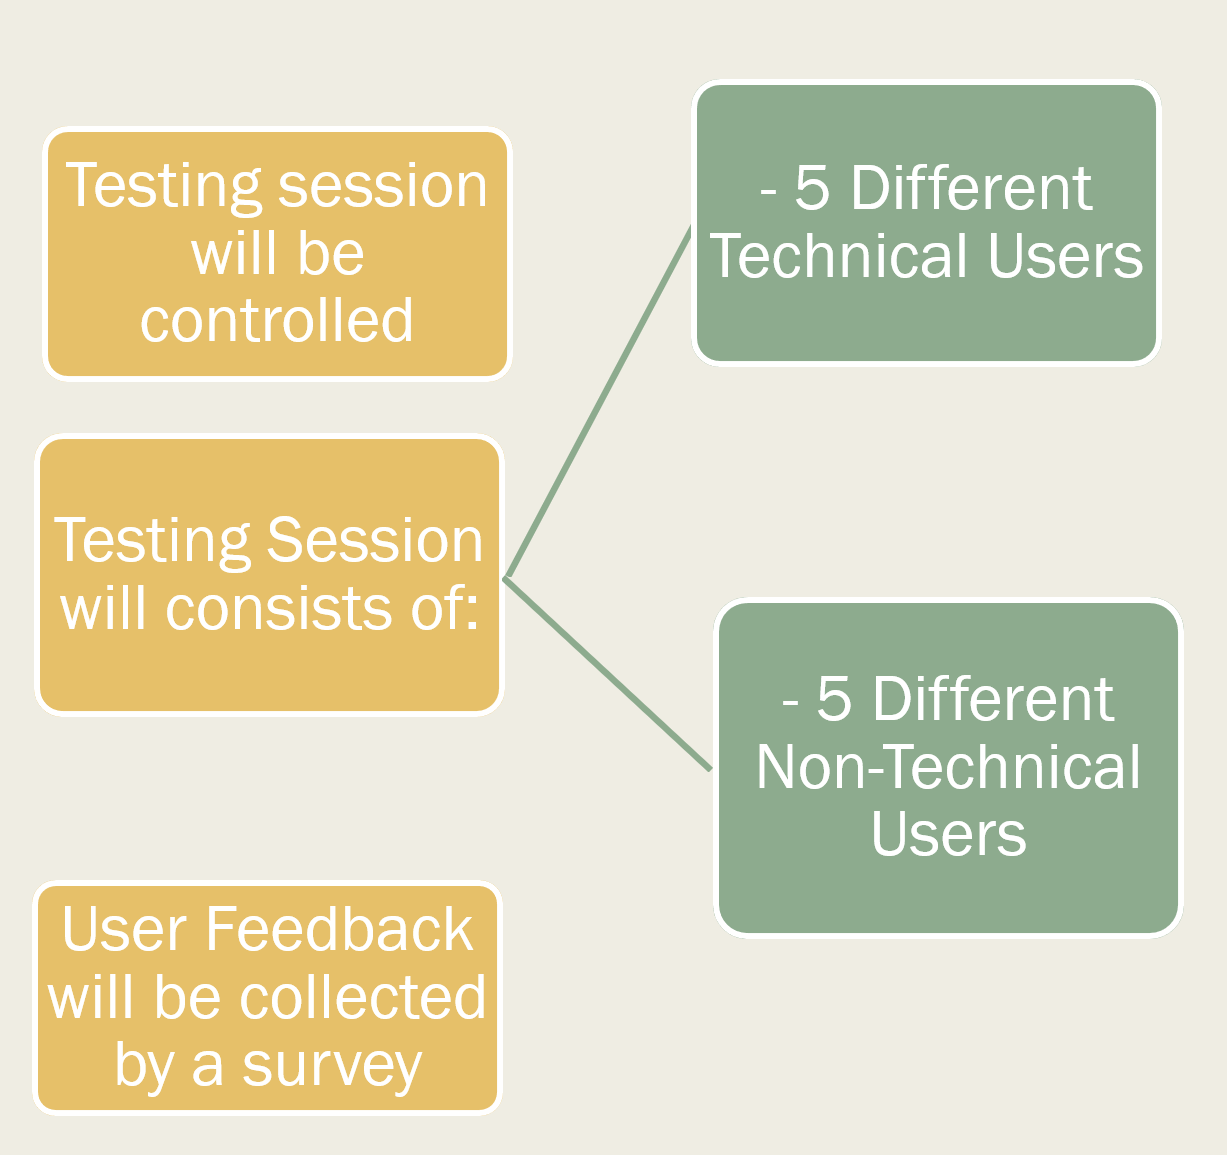 Testing session
will be
controlled
Testing Session
will consists of:
- 5 Different
Technical Users
- 5 Different
Non-Technical
Users
User Feedback
will be collected
by a survey